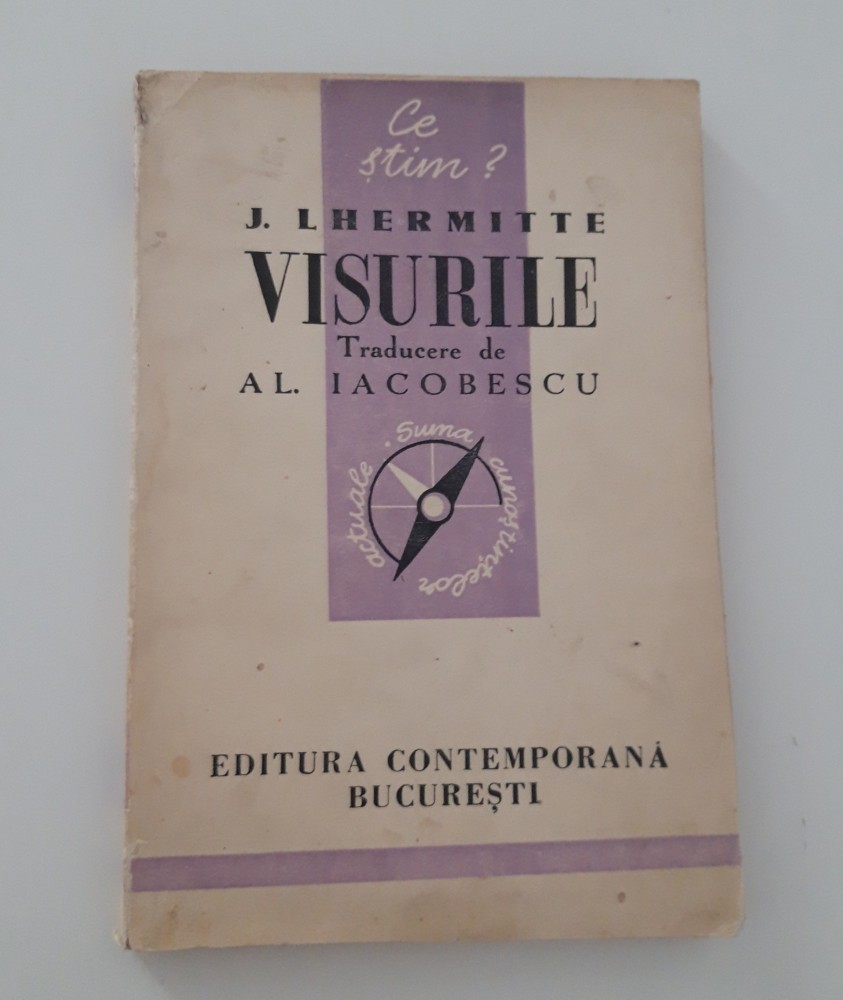 Ce
știm?
J. LHERMITTE
VISURILE
Traducere de
AL. IACOBESCU
Suma cunoștințelor actuale
EDITURA CONTEMPORANĂ
BUCUREȘTI